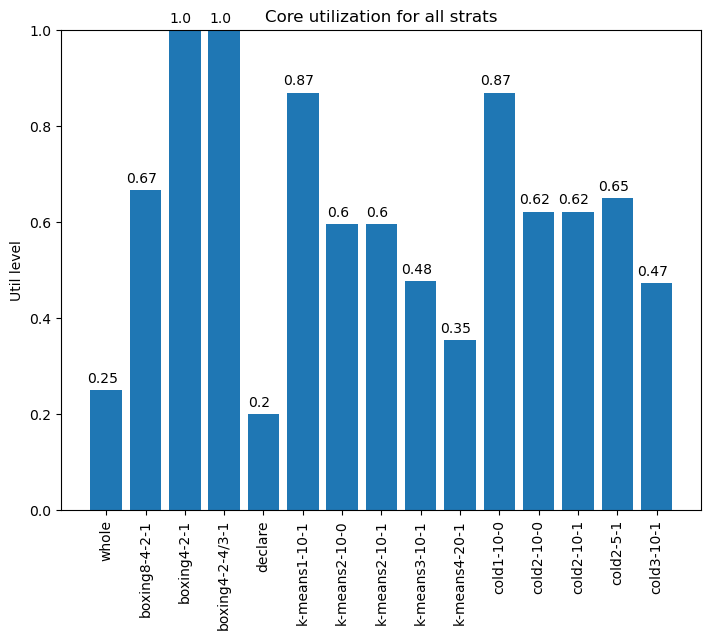 Core utilization for all strats
Util level
1.0
0.8
0.6
0.4
0.2
0.0
0.25
0.67
1.0
1.0
0.2
0.87
0.6
0.6
0.48
0.35
0.87
0.62
0.62
0.65
0.47
whole
boxing8-4-2-1
boxing4-2-1
boxing4-2-4/3-1
declare
k-means1-10-1
k-means2-10-0
k-means2-10-1
k-means3-10-1
k-means4-20-1
cold1-10-0
cold2-10-0
cold2-10-1
cold2-5-1
cold3-10-1